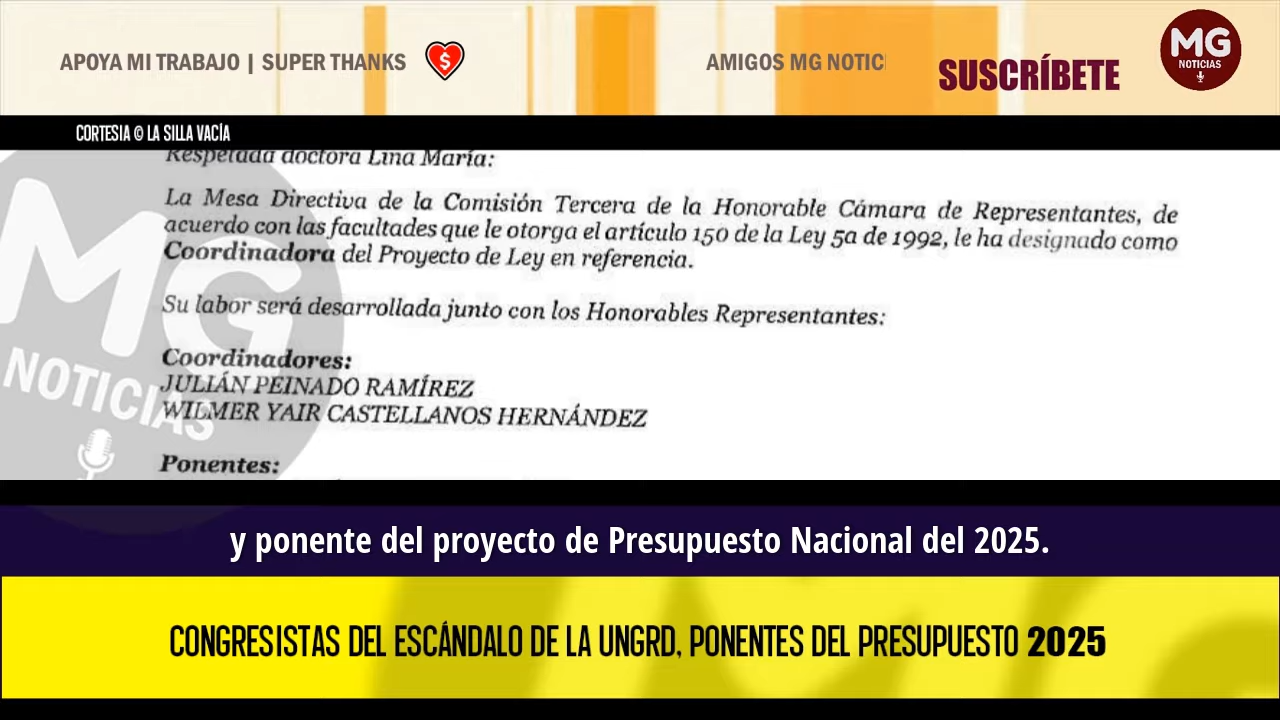 APOYA MI TRABAJO | SUPER THANKS
AMIGOS MG NOTIC
SUSCRÍBETE
MG
NOTICIAS
CORTESIA © LA SILLA VACÍA
Respetada doctora Lina María:
La Mesa Directiva de la Comisión Tercera de la Honorable Cámara de Representantes, de
acuerdo con las facultades que le otorga el artículo 150 de la Ley 5a de 1992, le ha designado como
Coordinadora del Proyecto de Ley en referencia.
Su labor será desarrollada junto con los Honorables Representantes:
Coordinadores:
JULIÁN PEINADO RAMÍREZ
WILMER YAIR CASTELLANOS HERNÁNDEZ
Ponentes:
MG
NOTICIAS
y ponente del proyecto de Presupuesto Nacional del 2025.
CONGRESISTAS DEL ESCÁNDALO DE LA UNGRD, PONENTES DEL PRESUPUESTO 2025